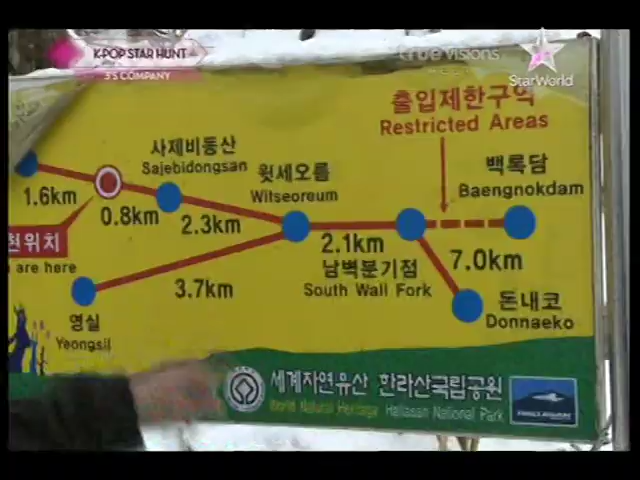 K-POP STAR HUNT
3'S COMPANY
true visions
StarWorld
출입제한구역
Restricted Areas
사제비동산
Sajebidongsan
윗세오름
Witseoreum
백록담
Baengnokdam
1.6km
0.8km
2.3km
2.1km
7.0km
현위치
are here
3.7km
남벽분기점
South Wall Fork
돈내코
Donnaeko
영실
Yeongsil
세계자연유산 한라산국립공원
World Natural Heritage Hallasan National Park